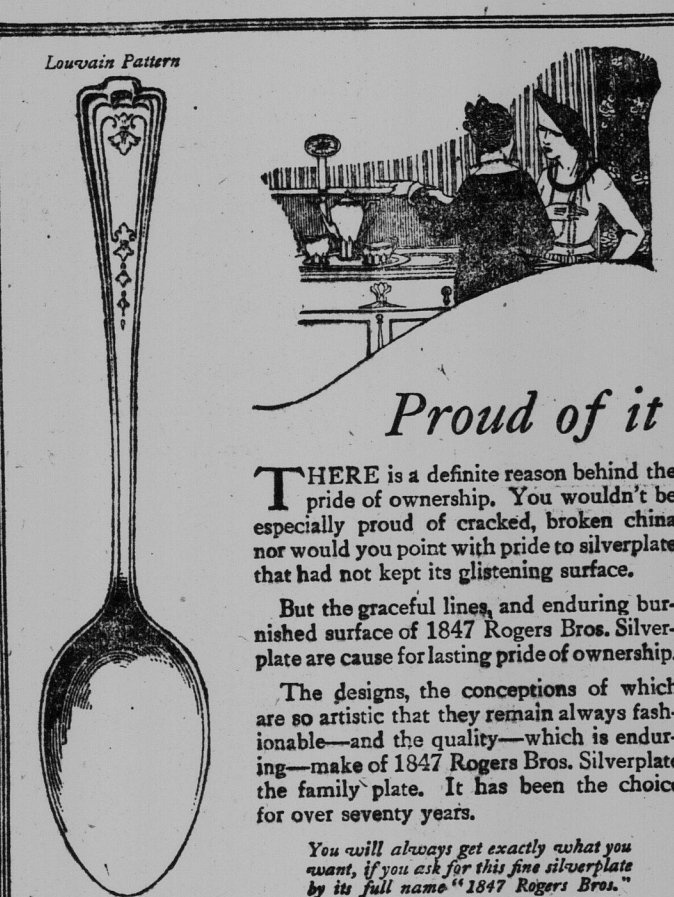 Louvain Pattern
Proud of it
THERE is a definite reason behind the
pride of ownership. You wouldn't be
especially proud of cracked, broken china
nor would you point with pride to silverplate
that had not kept its glistening surface.
But the graceful lines, and enduring bur-
nished surface of 1847 Rogers Bros. Silver-
plate are cause for lasting pride of ownership.
The designs, the conceptions of which
are so artistic that they remain always fash-
ionable—and the quality—which is endur-
ing—make of 1847 Rogers Bros. Silverplate
the family plate. It has been the choice
for over seventy years.
You will always get exactly what you
want, if you ask for this fine silverplate
by its full name "1847 Rogers Bros."